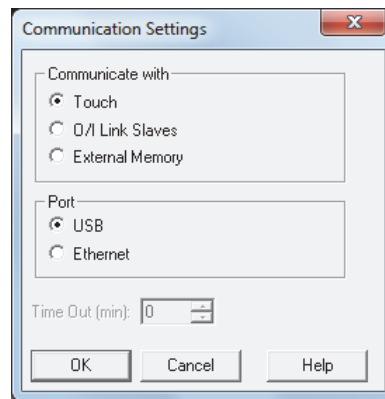 Communication Settings
Communicate with
Touch
O/I Link Slaves
External Memory
Port
USB
Ethernet
Time Out (min): 0
OK Cancel Help